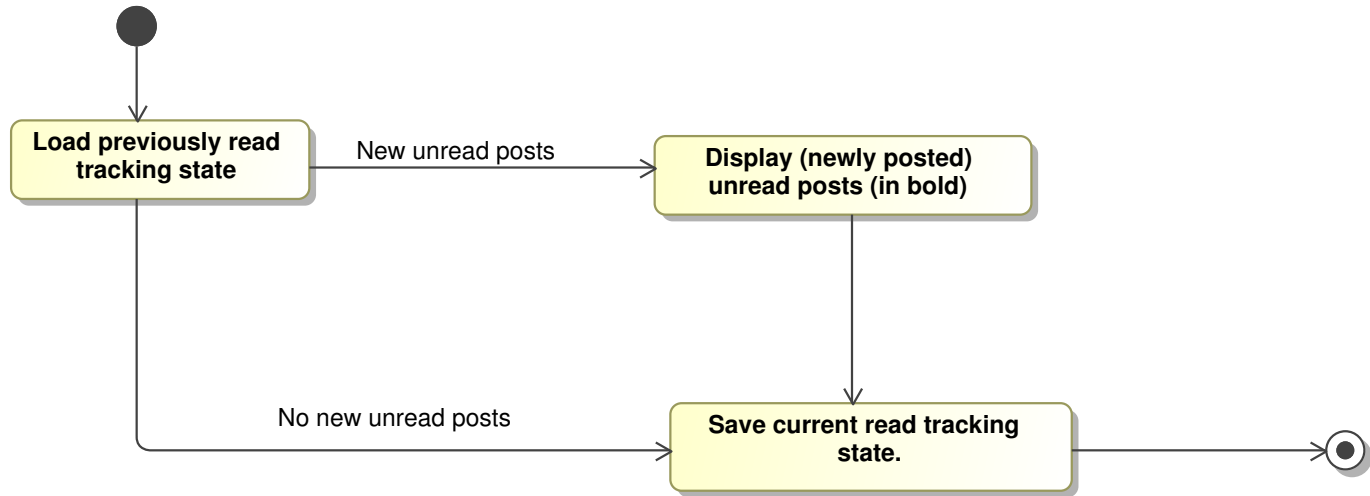 Load previously read
tracking state
New unread posts
Display (newly posted)
unread posts (in bold)
No new unread posts
Save current read tracking
state.